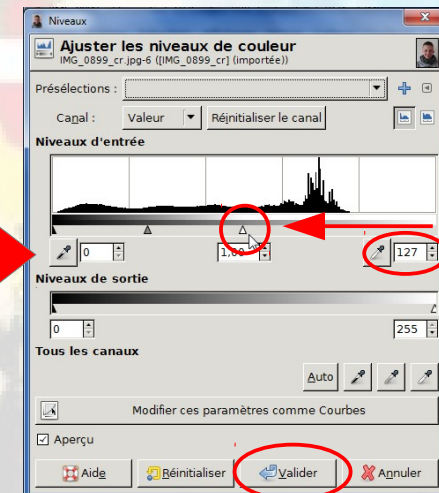 Niveaux
Ajuster les niveaux de couleur
IMG_0899_cr.jpg-6 ([IMG_0899_cr] (importée))
Présélections :
Canal : Valeur Réjnitialiser le canal
Niveaux d'entrée
0 1,00 127
Niveaux de sortie
0 255
Tous les canaux
Auto
Modifier ces paramètres comme Courbes
Aperçu
Aide Réinitialiser Valider Annuler